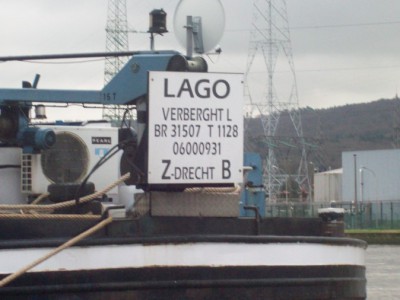 LAGO
VERBERGHT L
BR 31507 T 1128
06000931
Z-DRECHT B